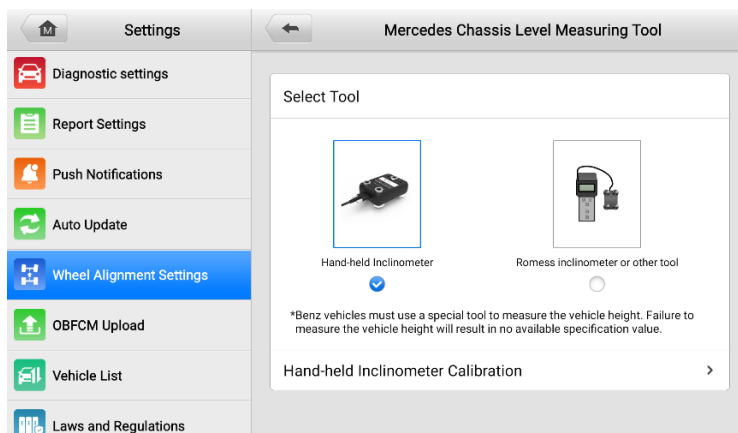 Settings
Mercedes Chassis Level Measuring Tool
Diagnostic settings
Report Settings
Push Notifications
Auto Update
Wheel Alignment Settings
OBFCM Upload
Vehicle List
Laws and Regulations
Select Tool
Hand-held Inclinometer
Romess inclinometer or other tool
*Benz vehicles must use a special tool to measure the vehicle height. Failure to
measure the vehicle height will result in no available specification value.
Hand-held Inclinometer Calibration